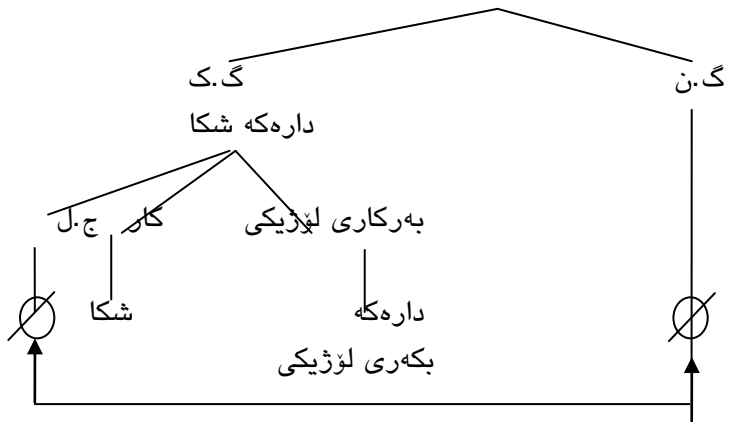 گ.ن گ.ک
دارەکە شکا
بەرکاری لۆژیکی کار ج.ل
دارەکە شکا
بکەری لۆژیکی